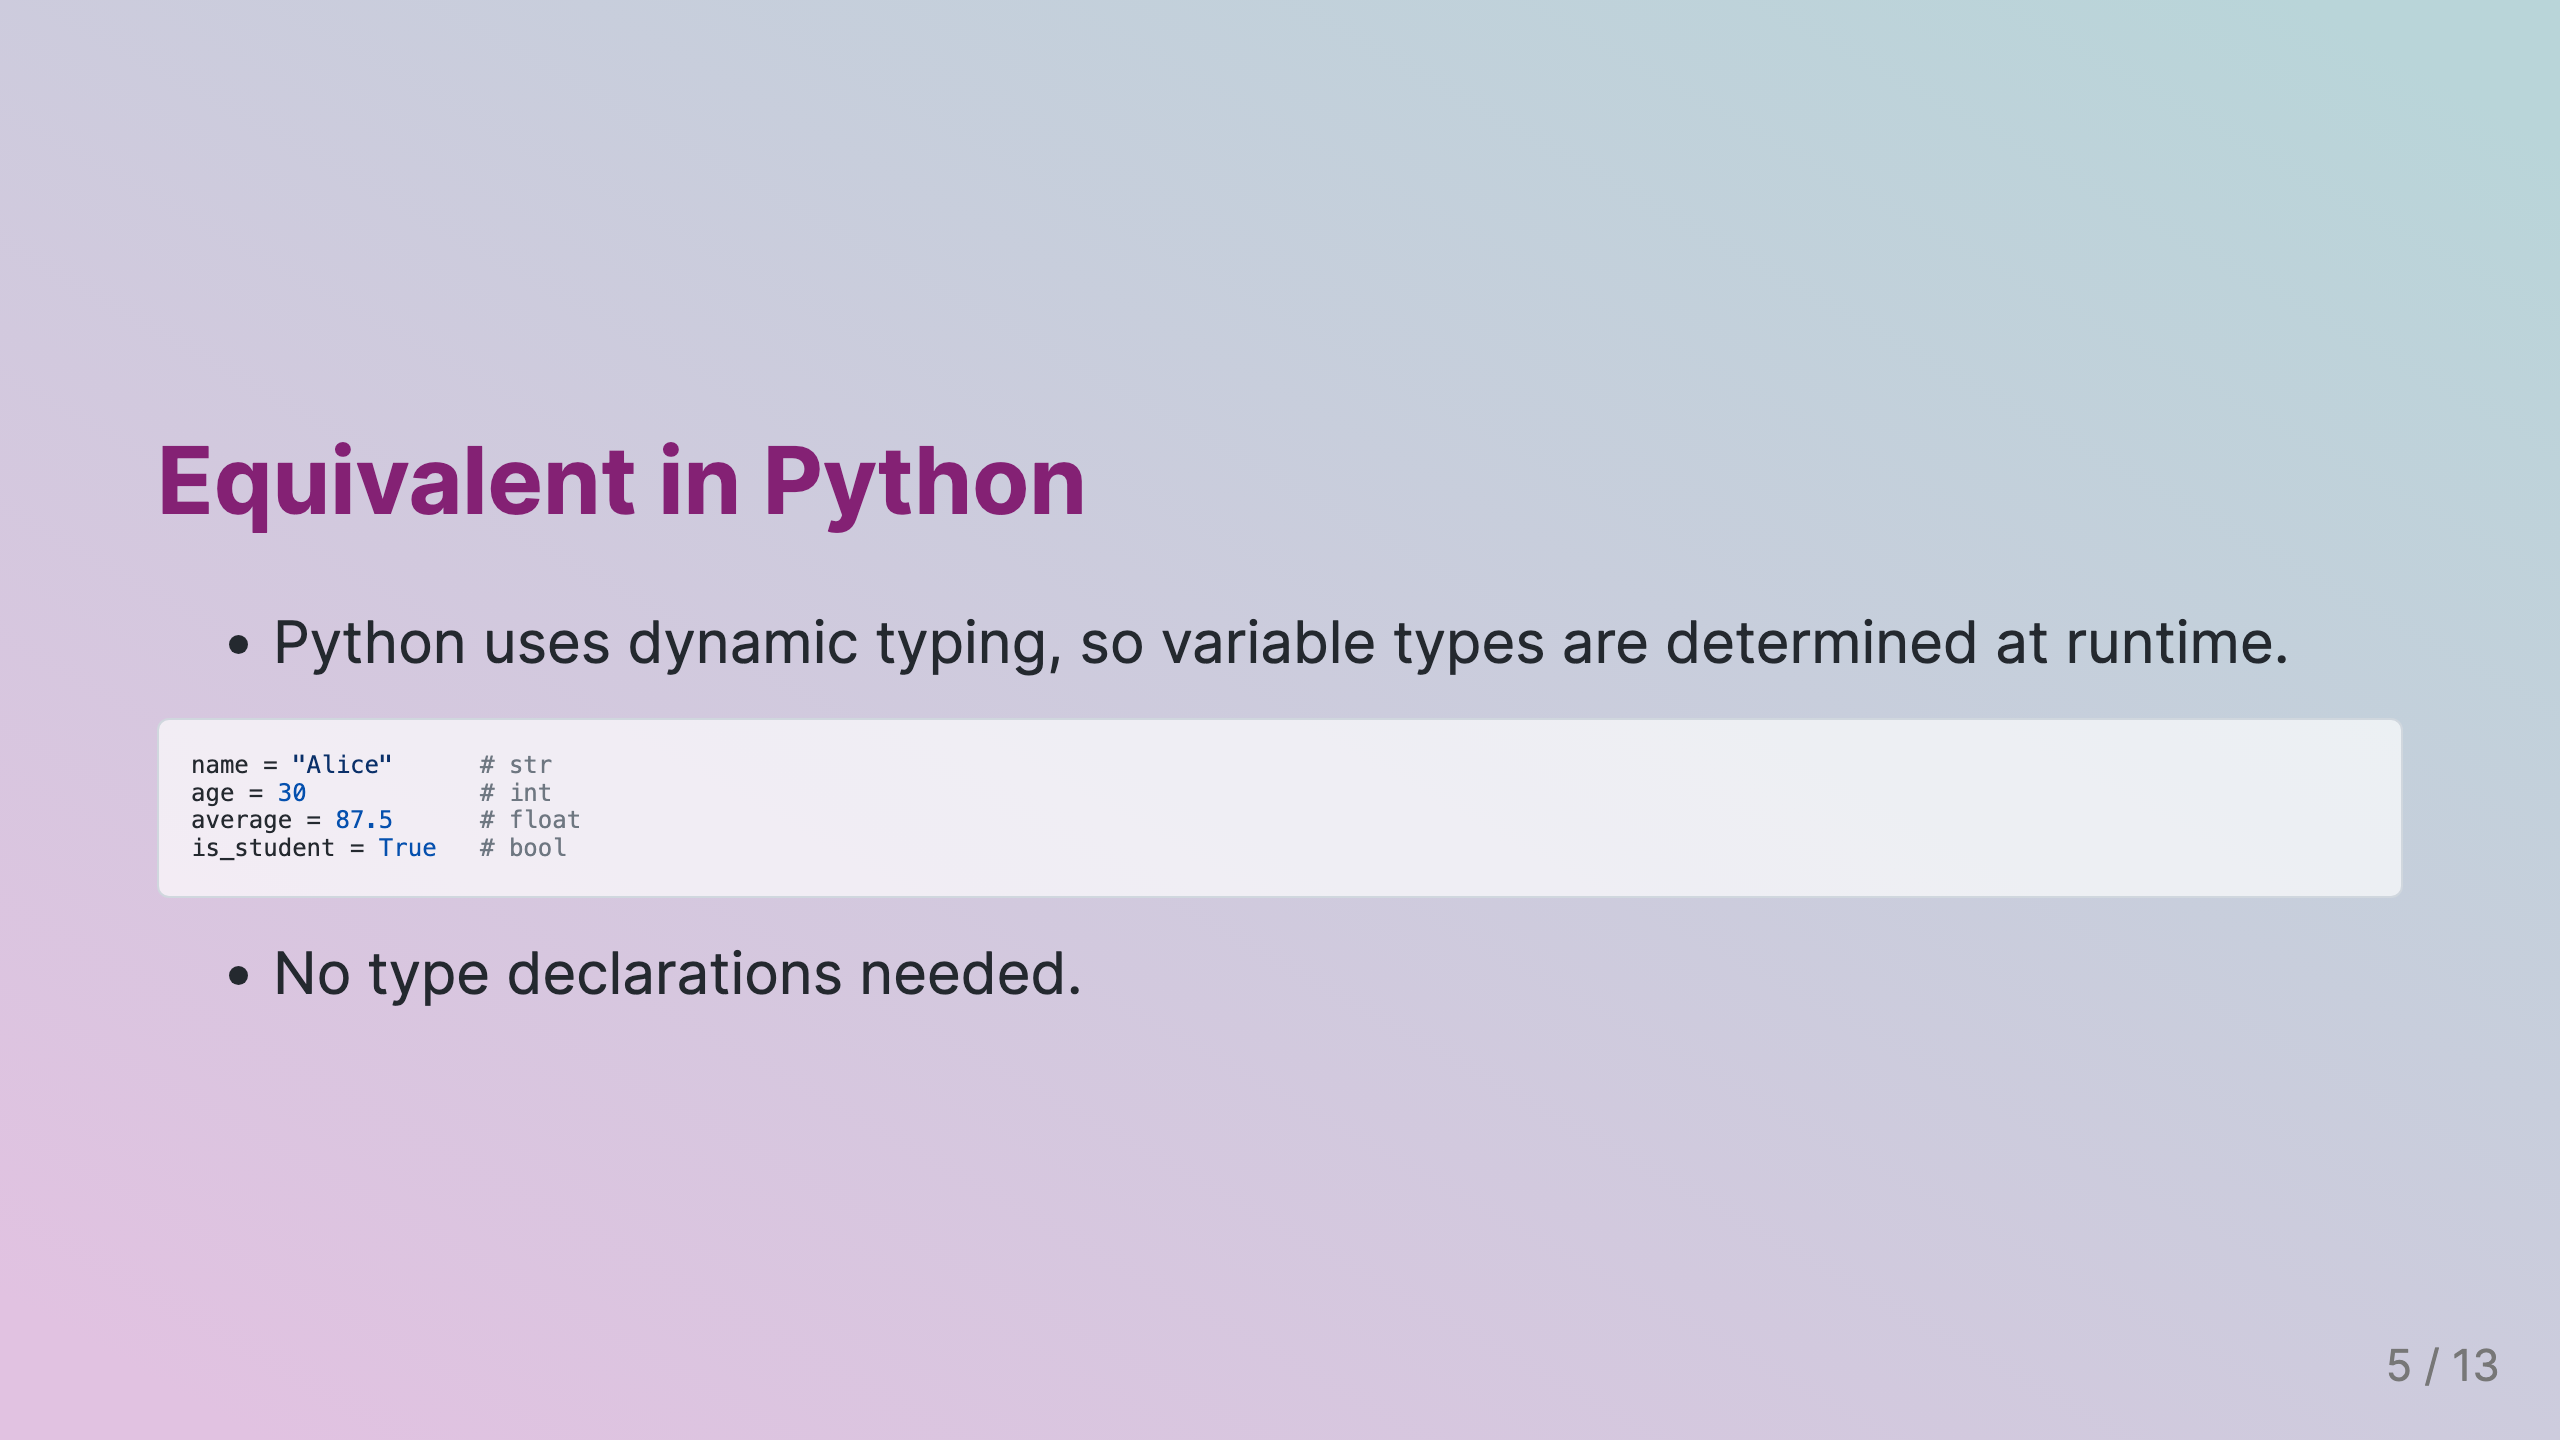 Equivalent in Python
• Python uses dynamic typing, so variable types are determined at runtime.
name = "Alice"      # str
age = 30            # int
average = 87.5      # float
is_student = True   # bool
• No type declarations needed.
5 / 13